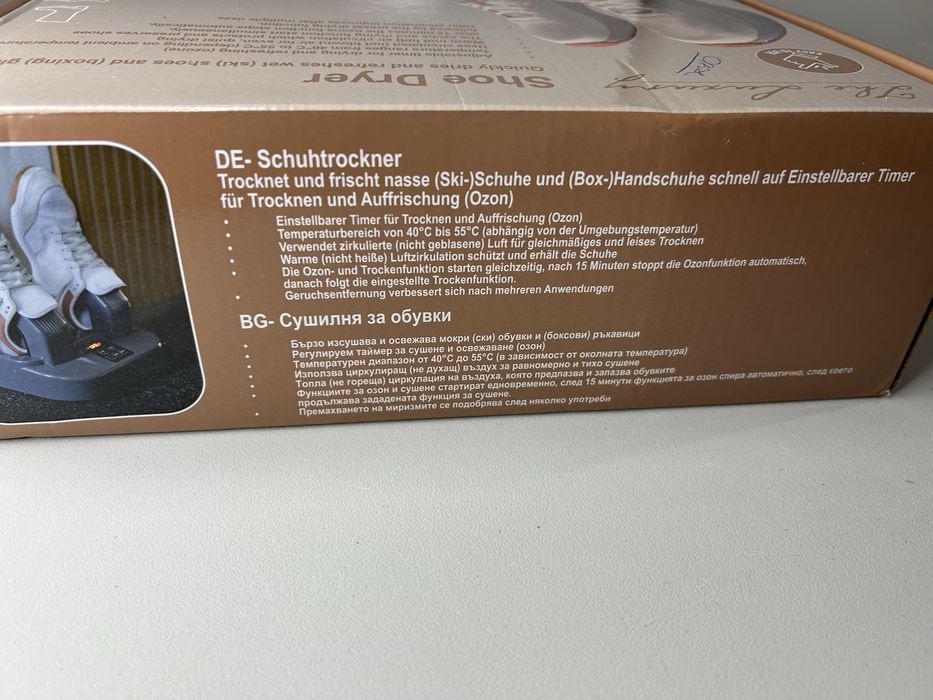 The Luxury
Shoe Dryer
Quickly dries and refreshes wet (ski) shoes and (boxing)
DE- Schuhtrockner
Trocknet und frischt nasse (Ski-)Schuhe und (Box-)Handschuhe schnell auf Einstellbarer Timer
für Trocknen und Auffrischung (Ozon)
• Einstellbarer Timer für Trocknen und Auffrischung (Ozon)
• Temperaturbereich von 40°C bis 55°C (abhängig von der Umgebungstemperatur)
• Verwendet zirkulierte (nicht geblasene) Luft für gleichmäßiges und leises Trocknen
• Warme (nicht heiße) Luftzirkulation schützt und erhält die Schuhe
• Die Ozon- und Trockenfunktion starten gleichzeitig, nach 15 Minuten stoppt die Ozonfunktion automatisch,
danach folgt die eingestellte Trockenfunktion.
• Geruchsentfernung verbessert sich nach mehreren Anwendungen
BG- Сушилня за обувки
• Бързо изсушава и освежава мокри (ски) обувки и (боксови) ръкавици
• Регулируем таймер за сушене и освежаване (озон)
• Температурен диапазон от 40°C до 55°C (в зависимост от околната температура)
• Използва циркулиращ (не духащ) въздух за равномерно и тихо сушене
• Топла (не гореща) циркулация на въздуха, която предпазва и запазва обувките
• Функциите за озон и сушене стартират едновременно, след 15 минути функцията за озон спира автоматично, след което
• продължава зададената функция за сушене.
• Премахването на миризмите се подобрява след няколко употреби